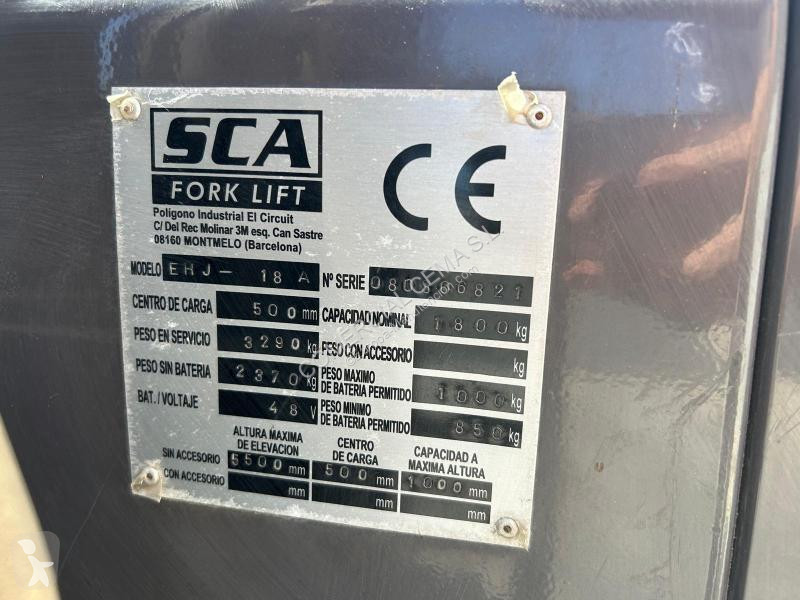 SCA
FORK LIFT
CE
Polígono Industrial El Circuit
C/ Del Rec Molinar 3M esq. Can Sastre
08160 MONTMELO (Barcelona)
MODELO EHJ- 18 A Nº SERIE 080366821
CENTRO DE CARGA 500 mm CAPACIDAD NOMINAL 1800 kg
PESO EN SERVICIO 3290 kg PESO CON ACCESORIO kg
PESO SIN BATERIA 2370 kg PESO MAXIMO DE BATERIA PERMITIDO 1000 kg
BAT. / VOLTAJE 48 V PESO MINIMO DE BATERIA PERMITIDO 850 kg
ALTURA MAXIMA DE ELEVACION CENTRO DE CARGA CAPACIDAD A MAXIMA ALTURA
SIN ACCESORIO 5500 mm 500 mm 1000 mm
CON ACCESORIO mm mm mm